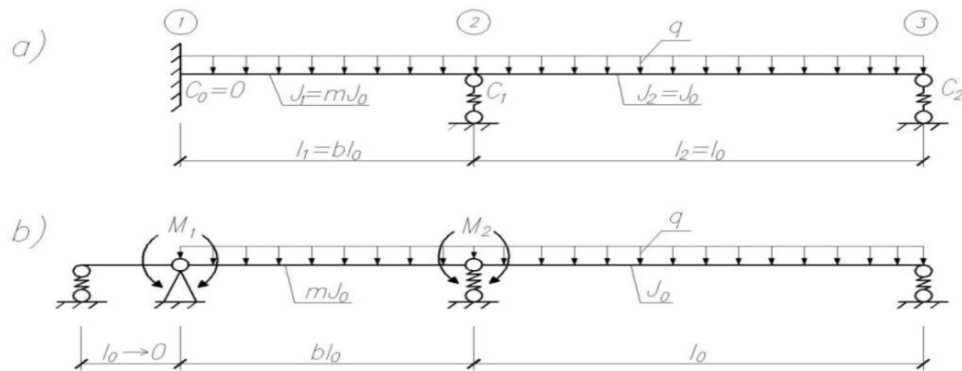 a)
1 2 3
q
C₀=0 J₁=mJ₀ C₁ J₂=J₀ C₂
l₁=bl₀ l₂=l₀
b)
M₁ M₂ q
mJ₀ J₀
l₀→0 bl₀ l₀